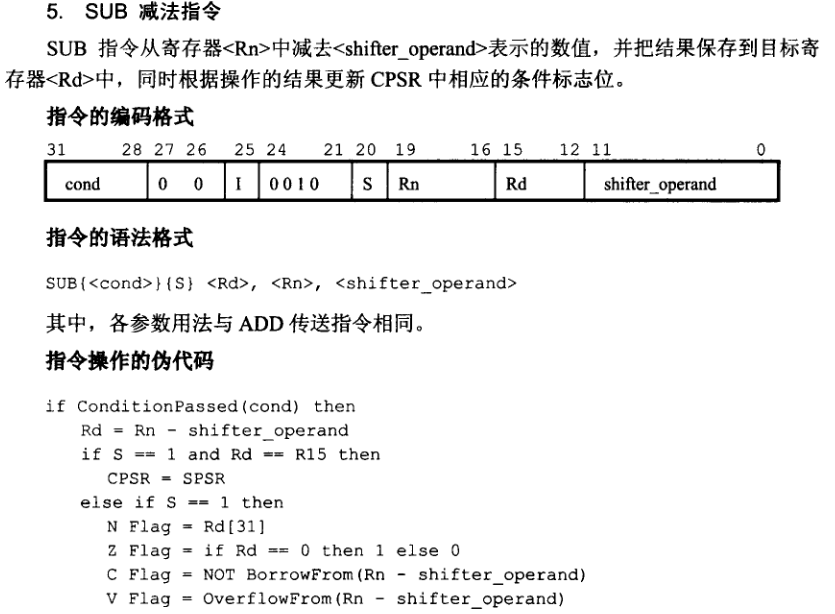 5. SUB 减法指令
SUB 指令从寄存器<Rn>中减去<shifter_operand>表示的数值，并把结果保存到目标寄
存器<Rd>中，同时根据操作的结果更新 CPSR 中相应的条件标志位。
指令的编码格式
31 28 27 26 25 24 21 20 19 16 15 12 11 0
cond 0 0 I 0010 S Rn Rd shifter_operand
指令的语法格式
SUB{<cond>}{S} <Rd>, <Rn>, <shifter_operand>
其中，各参数用法与 ADD 传送指令相同。
指令操作的伪代码
if ConditionPassed(cond) then
Rd = Rn - shifter_operand
if S == 1 and Rd == R15 then
CPSR = SPSR
else if S == 1 then
N Flag = Rd[31]
Z Flag = if Rd == 0 then 1 else 0
C Flag = NOT BorrowFrom(Rn - shifter_operand)
V Flag = OverflowFrom(Rn - shifter_operand)